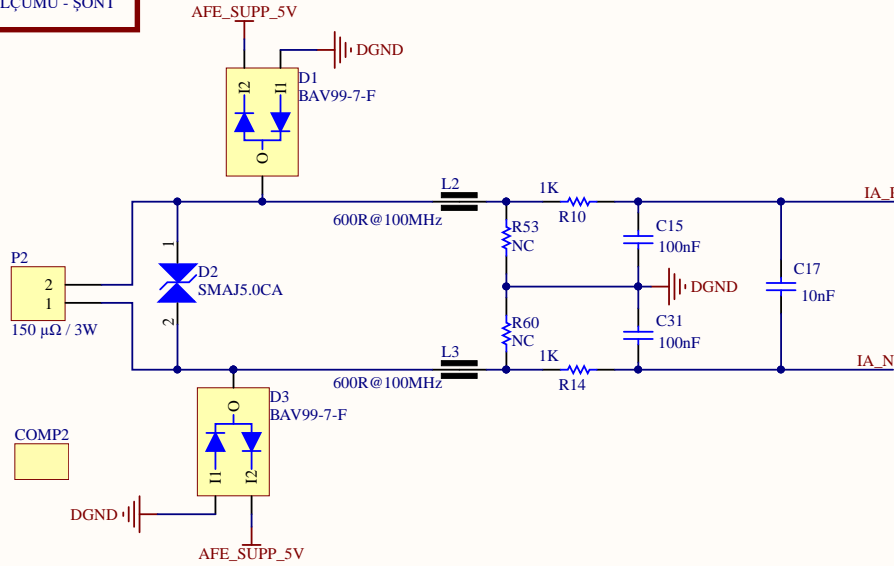 LÇÜMÜ - ŞÖNT
AFE_SUPP_5V
DGND
I2
I1
O
D1
BAV99-7-F
L2
600R@100MHz
1K
R10
IA_P
R53
NC
C15
100nF
P2
2
1
150 µΩ / 3W
1
D2
SMAJ5.0CA
2
DGND
C17
10nF
R60
NC
C31
100nF
L3
600R@100MHz
1K
R14
IA_N
D3
BAV99-7-F
O
I1
I2
COMP2
DGND
AFE_SUPP_5V